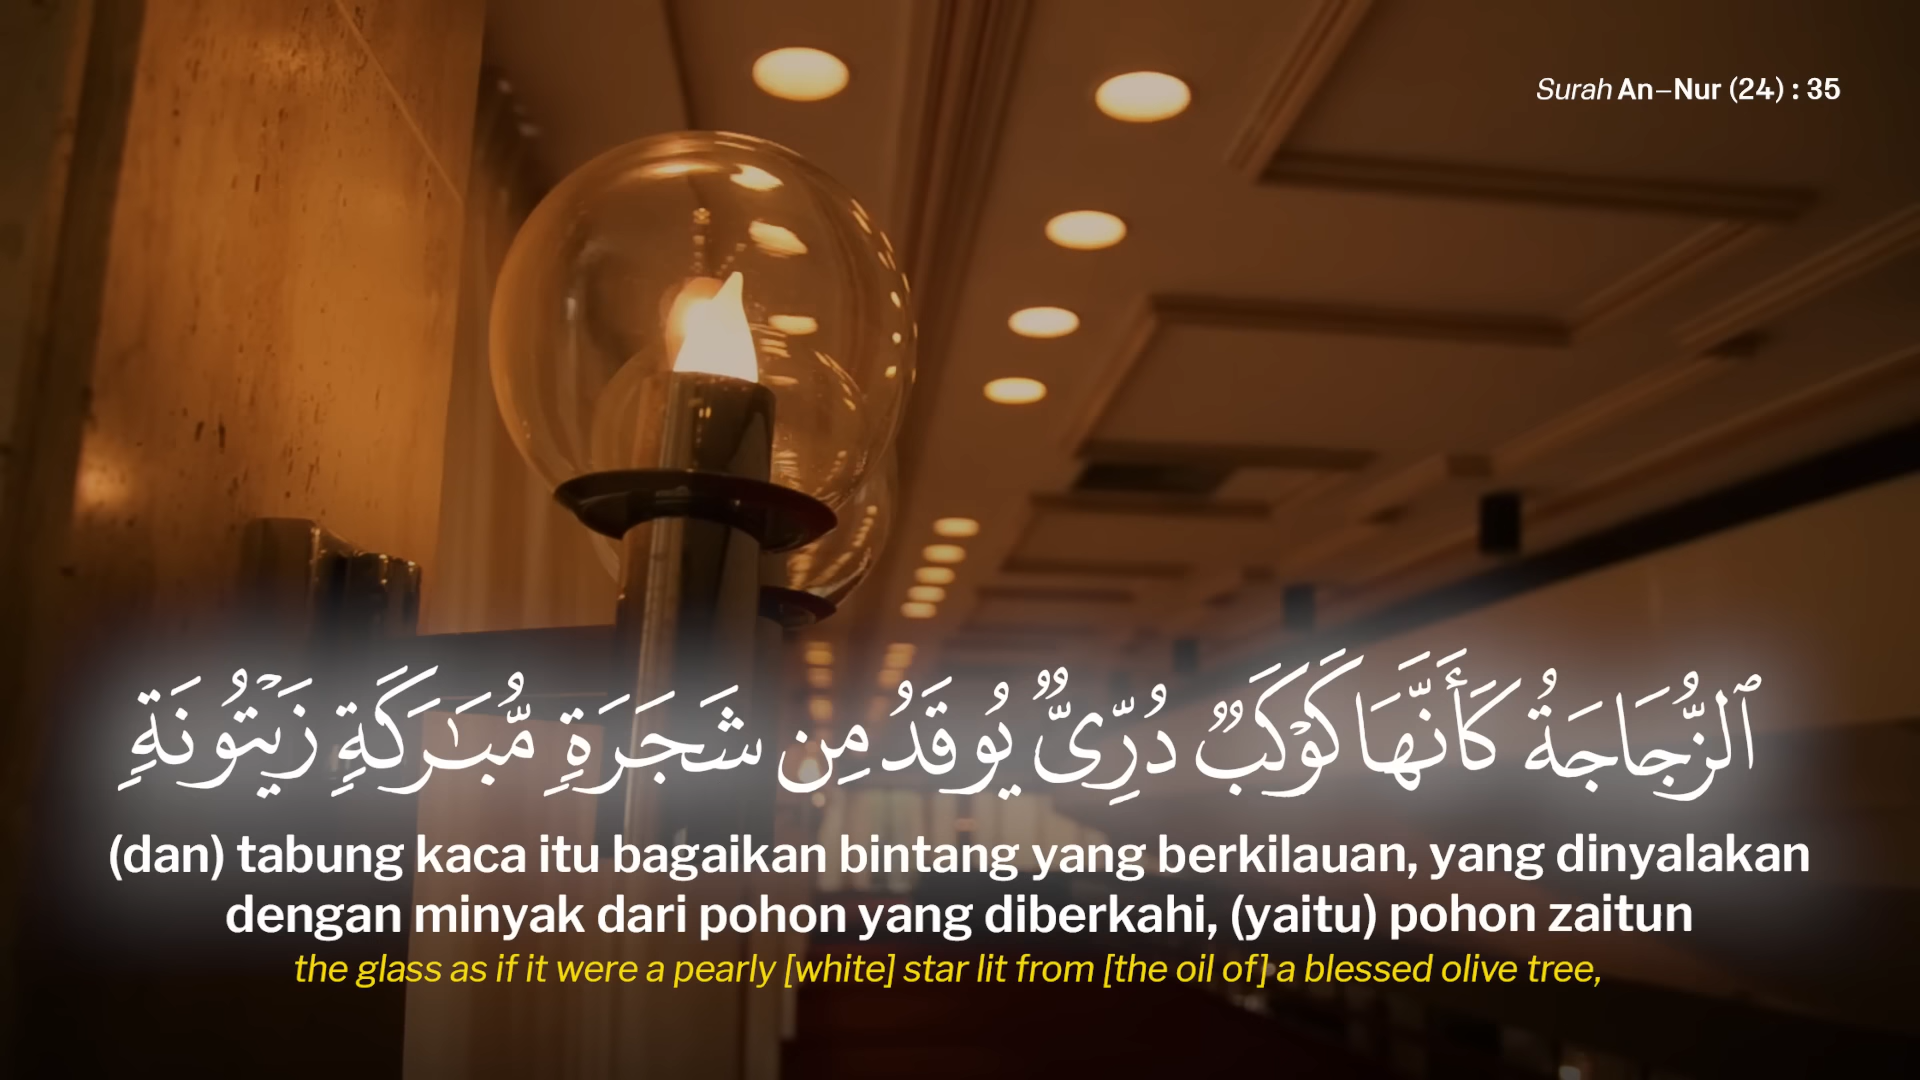 Surah An–Nur (24) : 35
ٱلزُّجَاجَةُ كَأَنَّهَا كَوۡكَبٌ دُرِّيٌّ يُوقَدُ مِن شَجَرَةٍ مُّبَٰرَكَةٍ زَيۡتُونَةٍ
(dan) tabung kaca itu bagaikan bintang yang berkilauan, yang dinyalakan
dengan minyak dari pohon yang diberkahi, (yaitu) pohon zaitun
the glass as if it were a pearly [white] star lit from [the oil of] a blessed olive tree,